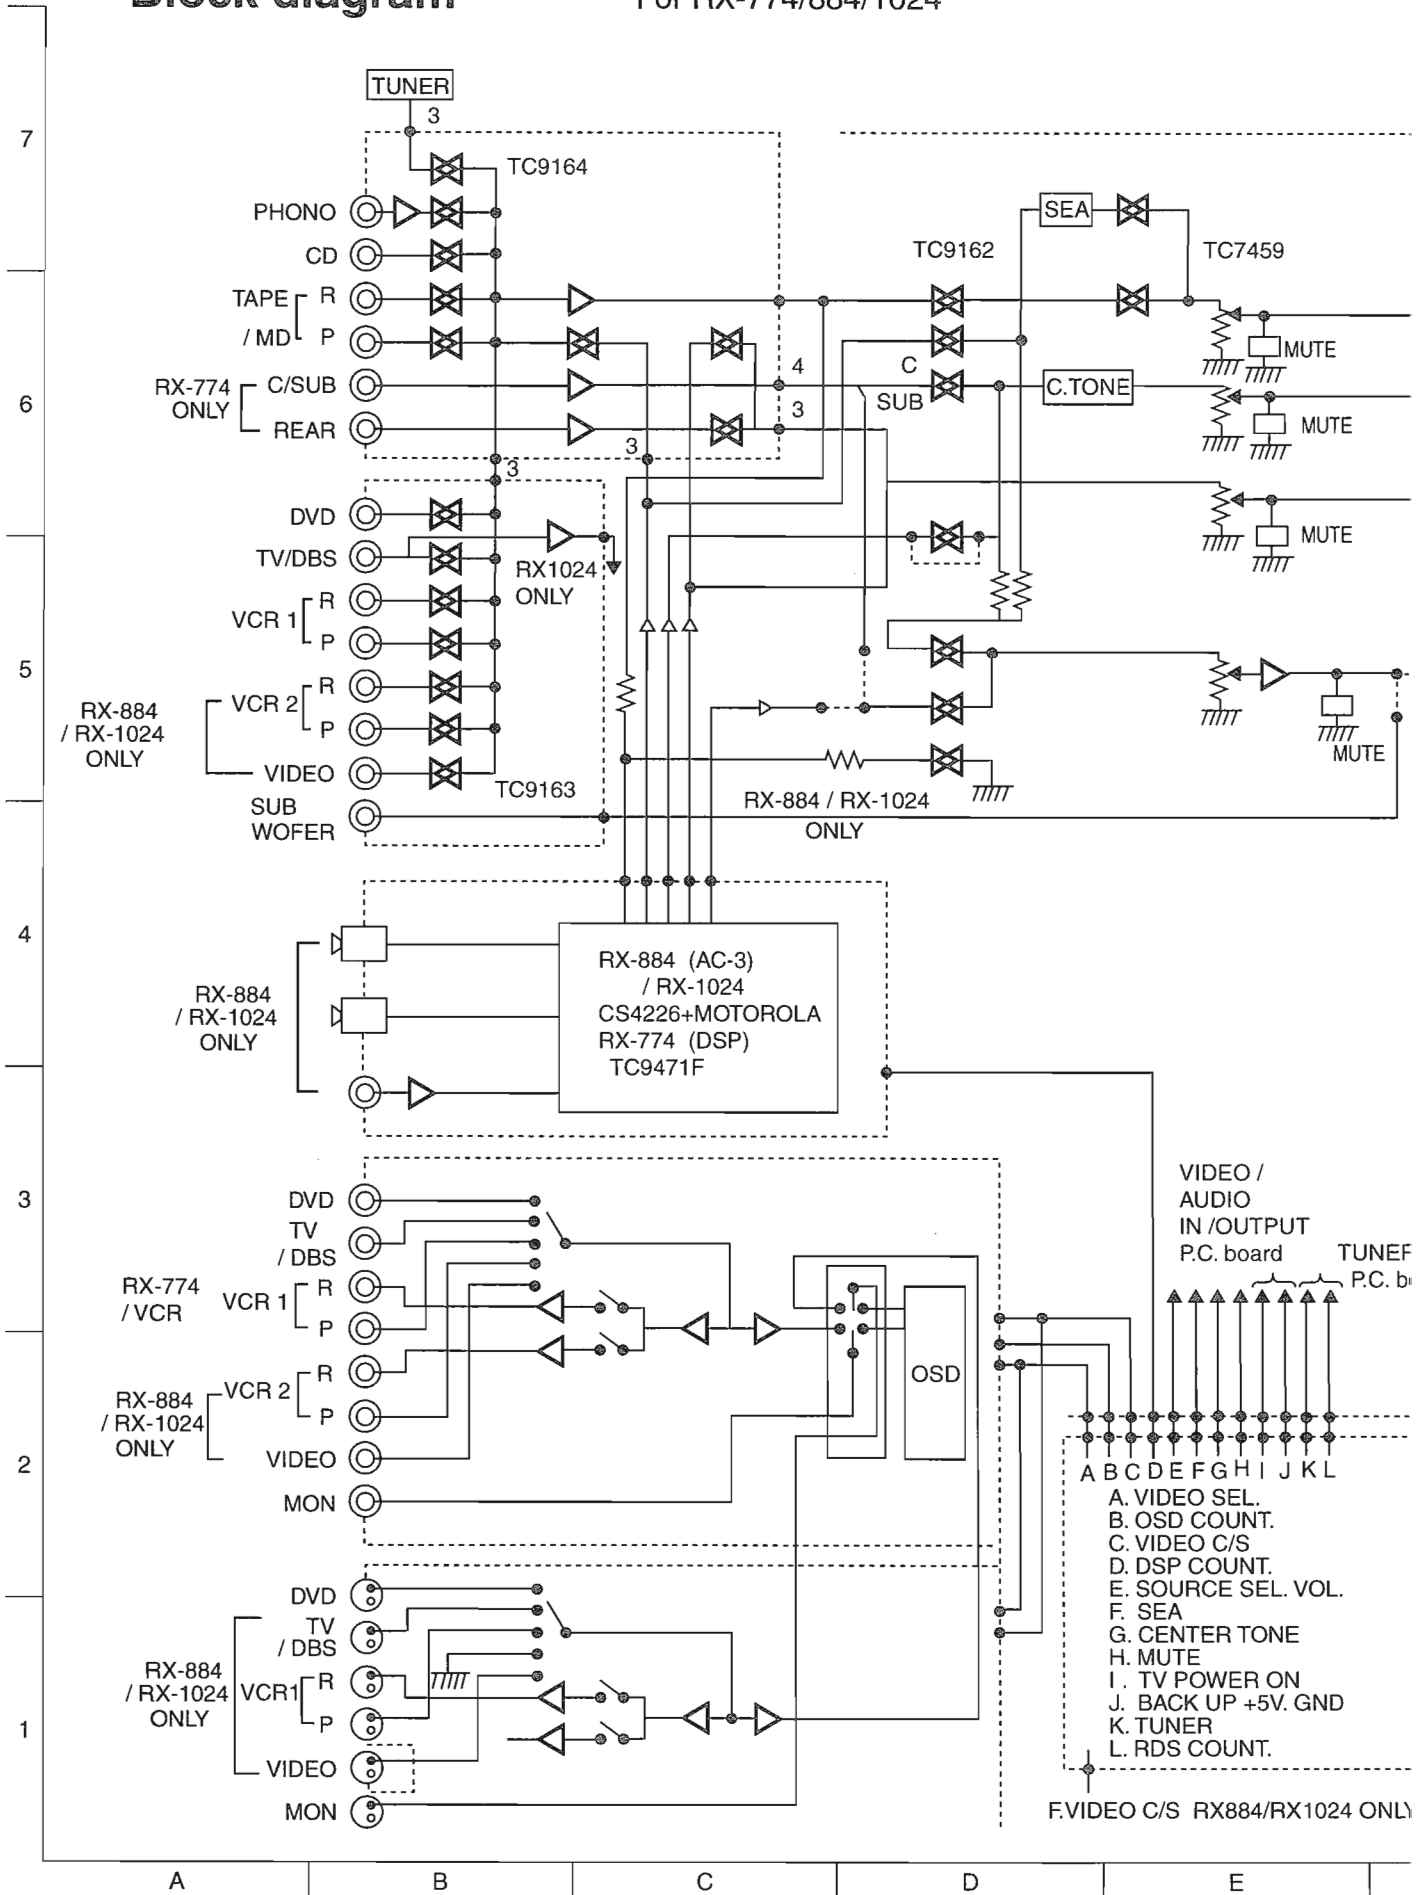 Block diagram
For RX-774/884/1024
TUNER
3
7
TC9164
PHONO
SEA
CD
TC9162
TC7459
TAPE
/ MD
R
P
MUTE
RX-774
ONLY
C/SUB
4
C
C.TONE
6
SUB
REAR
3
MUTE
3
3
DVD
TV/DBS
RX1024
ONLY
MUTE
VCR 1
R
P
5
VCR 2
R
P
RX-884
/ RX-1024
ONLY
MUTE
VIDEO
TC9163
RX-884 / RX-1024
ONLY
SUB
WOFER
4
RX-884 (AC-3)
/ RX-1024
CS4226+MOTOROLA
RX-774 (DSP)
TC9471F
RX-884
/ RX-1024
ONLY
3
VIDEO /
AUDIO
IN /OUTPUT
P.C. board
DVD
TV
/ DBS
RX-774
/ VCR
VCR 1
R
P
VCR 2
R
P
OSD
RX-884
/ RX-1024
ONLY
VIDEO
2
MON
A B C D E F G H I J K L
A. VIDEO SEL.
B. OSD COUNT.
C. VIDEO C/S
D. DSP COUNT.
E. SOURCE SEL. VOL.
F. SEA
G. CENTER TONE
H. MUTE
I. TV POWER ON
J. BACK UP +5V. GND
K. TUNER
L. RDS COUNT.
DVD
TV
/ DBS
RX-884
/ RX-1024
ONLY
VCR1
R
P
1
VIDEO
MON
F.VIDEO C/S RX884/RX1024 ONLY
A
B
C
D
E